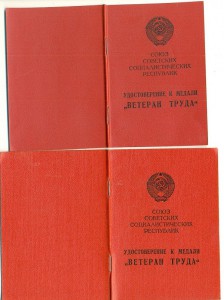 СОЮЗ
СОВЕТСКИХ
СОЦИАЛИСТИЧЕСКИХ
РЕСПУБЛИК
УДОСТОВЕРЕНИЕ К МЕДАЛИ
„ВЕТЕРАН ТРУДА"
СОЮЗ
СОВЕТСКИХ
СОЦИАЛИСТИЧЕСКИХ
РЕСПУБЛИК
УДОСТОВЕРЕНИЕ К МЕДАЛИ
„ВЕТЕРАН ТРУДА"